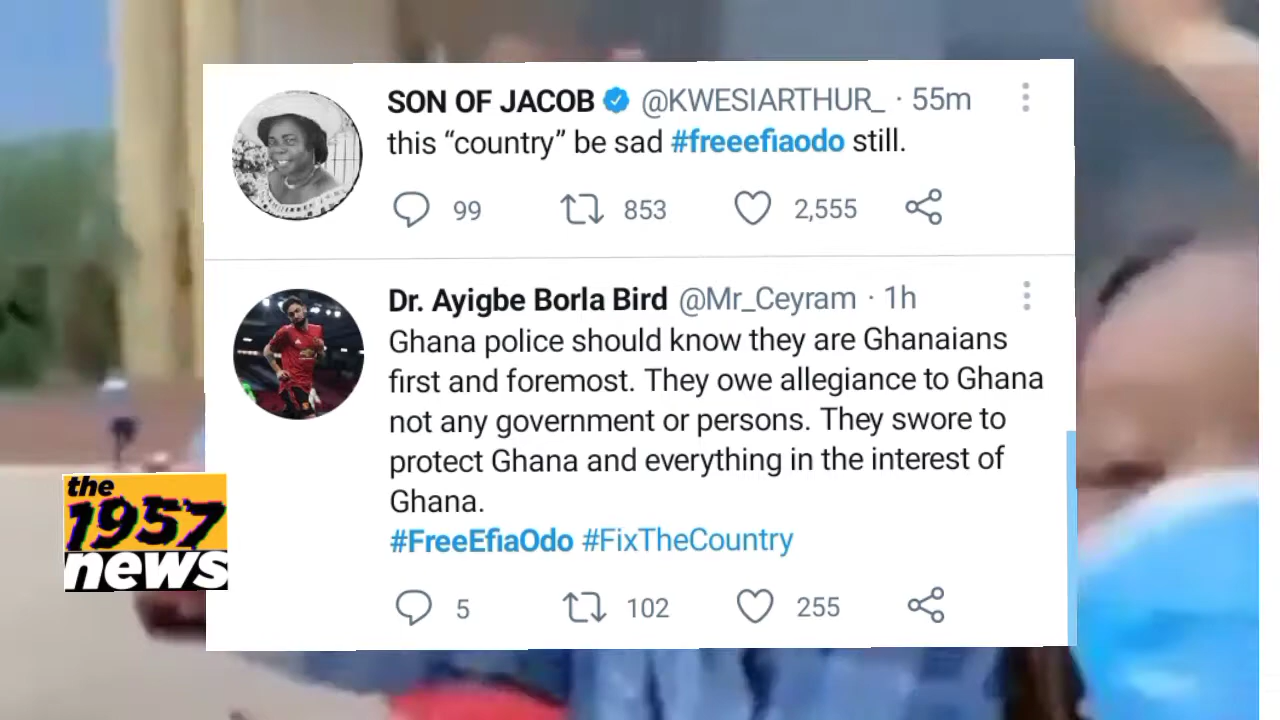 SON OF JACOB @KWESIARTHUR_ · 55m
this “country” be sad #freeefiaodo still.
99 853 2,555
Dr. Ayigbe Borla Bird @Mr_Ceyram · 1h
Ghana police should know they are Ghanaians
first and foremost. They owe allegiance to Ghana
not any government or persons. They swore to
protect Ghana and everything in the interest of
Ghana.
#FreeEfiaOdo #FixTheCountry
5 102 255
the
1957
news